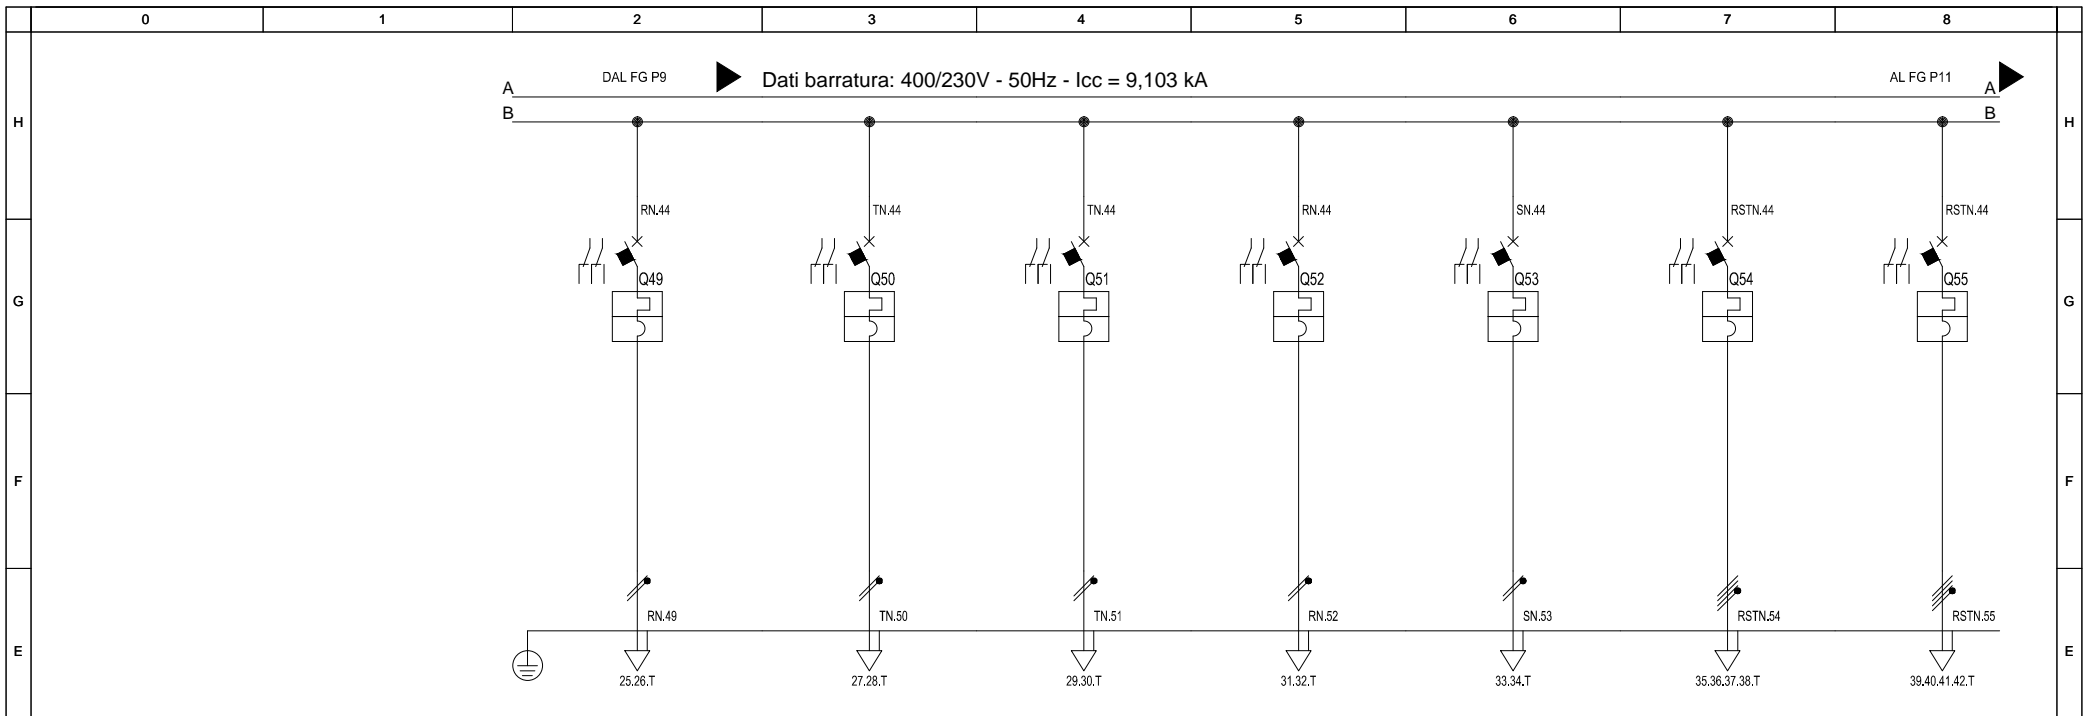 0 1 2 3 4 5 6 7 8
DAL FG P9 Dati barratura: 400/230V - 50Hz - Icc = 9,103 kA AL FG P11
A A
B B
H H
RN.44 TN.44 TN.44 RN.44 SN.44 RSTN.44 RSTN.44
Q49 Q50 Q51 Q52 Q53 Q54 Q55
G G
F F
RN.49 TN.50 TN.51 RN.52 SN.53 RSTN.54 RSTN.55
E E
25.26.T 27.28.T 29.30.T 31.32.T 33.34.T 35.36.37.38.T 39.40.41.42.T